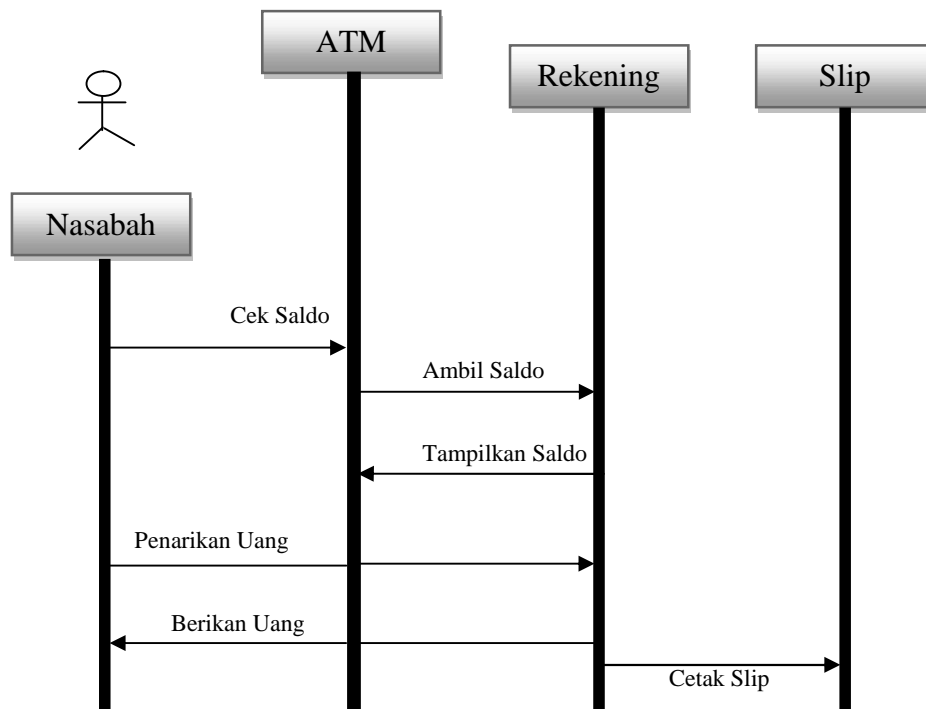 ATM
Rekening
Slip
Nasabah
Cek Saldo
Ambil Saldo
Tampilkan Saldo
Penarikan Uang
Berikan Uang
Cetak Slip